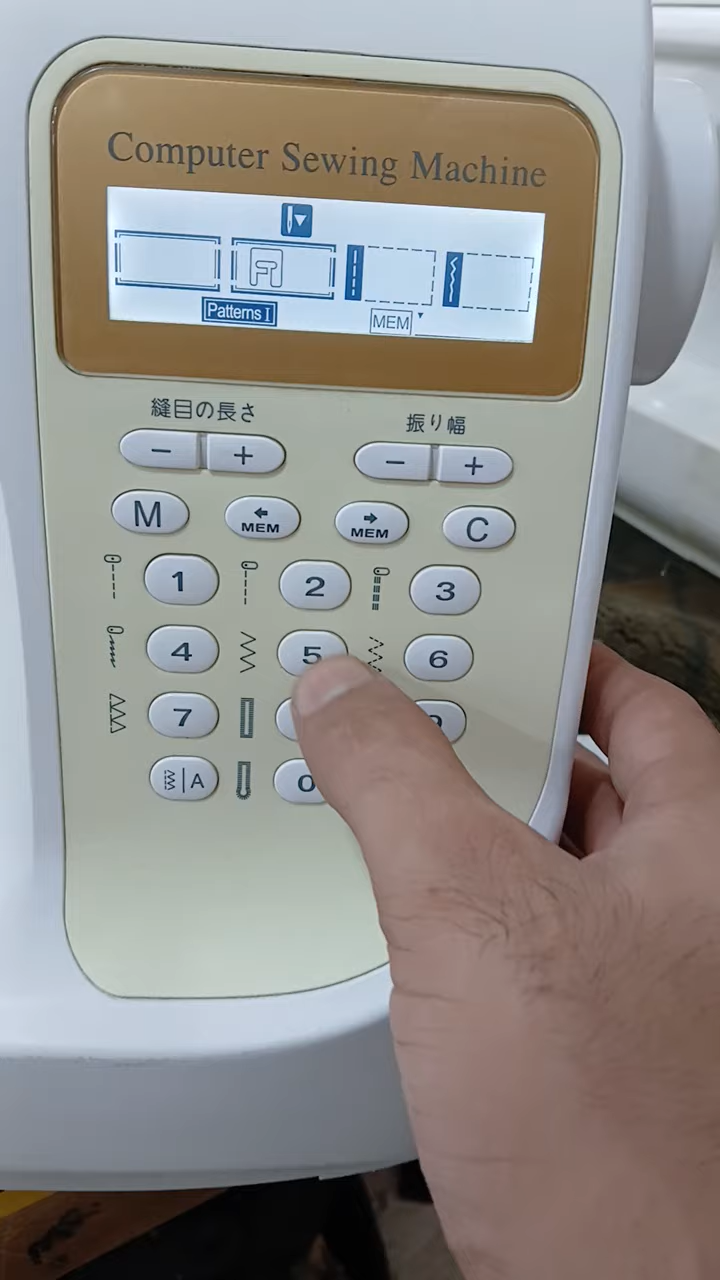 Computer Sewing Machine
Patterns I
MEM
縫目の長さ 振り幅
− + − +
M ← MEM → MEM C
1 2 3
4 5 6
7 9
A 0